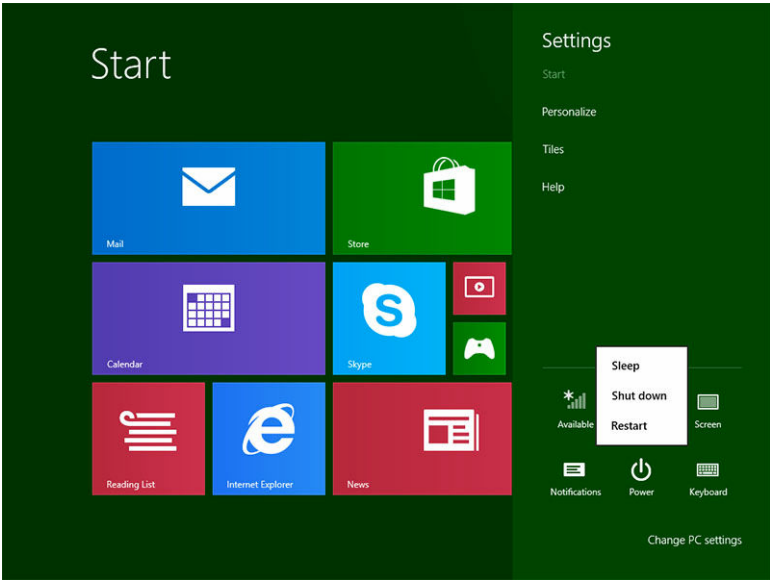 Start
Mail
Store
Calendar
Skype
Reading List
Internet Explorer
News
Settings
Start
Personalize
Tiles
Help
Sleep
Shut down
Restart
Available
Screen
Notifications
Power
Keyboard
Change PC settings